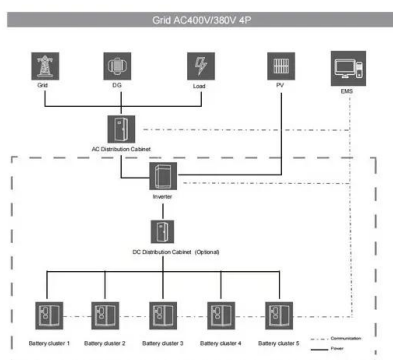 Grid AC400V/380V 4P
Grid
DG
Load
PV
EMS
AC Distribution Cabinet
Inverter
DC Distribution Cabinet (Optional)
Battery cluster 1
Battery cluster 2
Battery cluster 3
Battery cluster 4
Battery cluster 5
Communication
Power